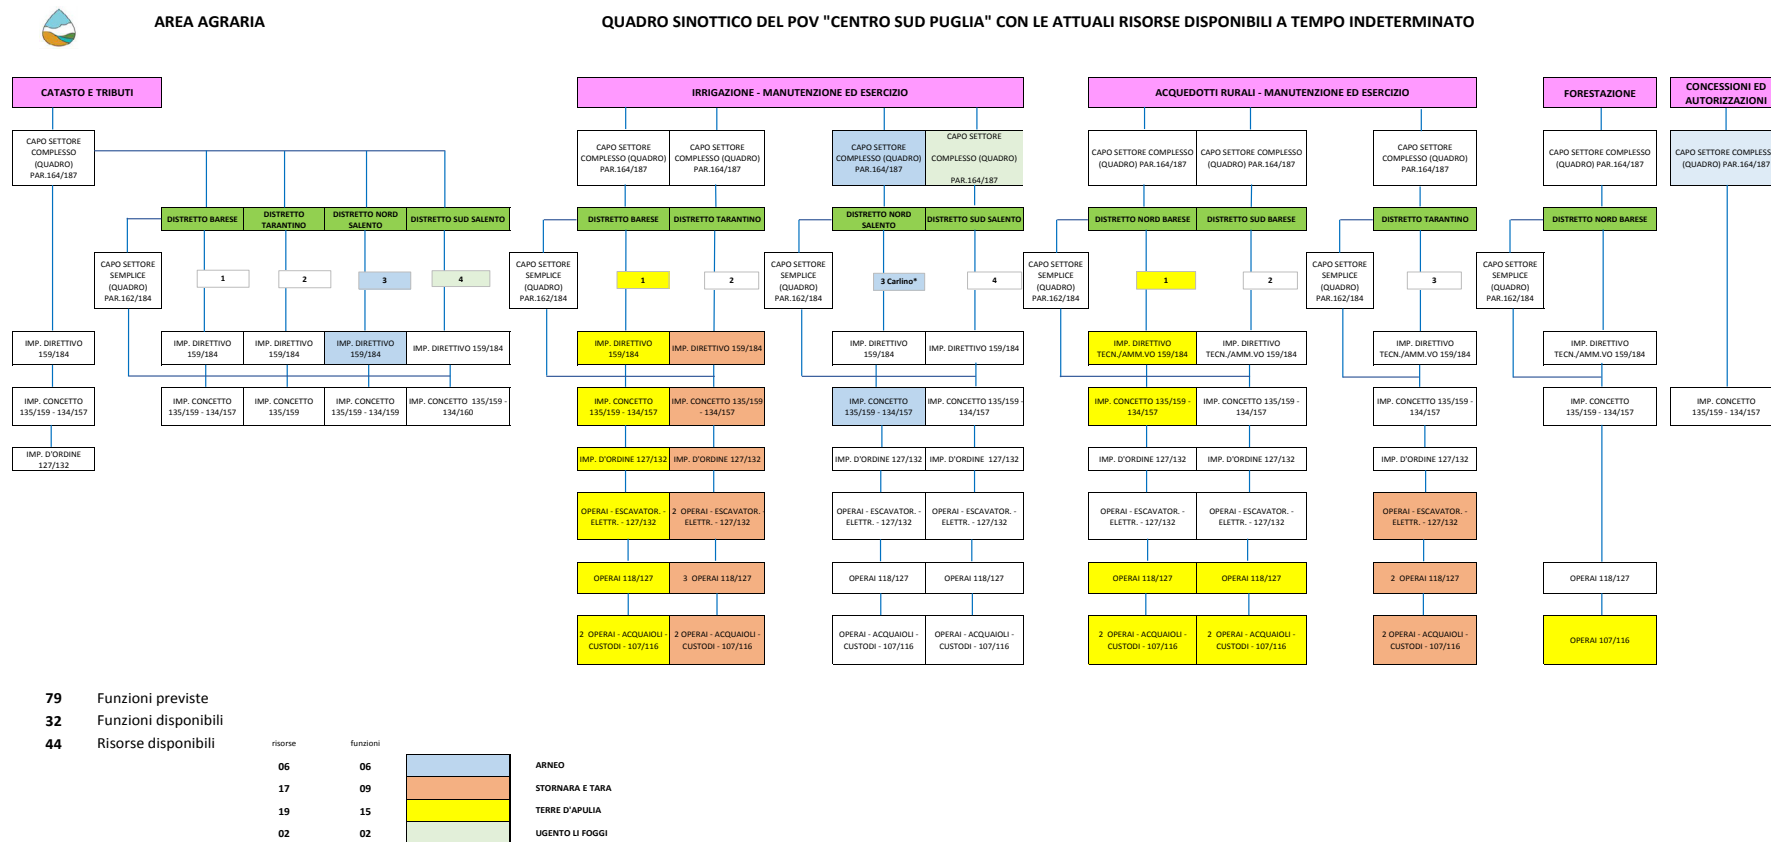 AREA AGRARIA
QUADRO SINOTTICO DEL POV "CENTRO SUD PUGLIA" CON LE ATTUALI RISORSE DISPONIBILI A TEMPO INDETERMINATO
CATASTO E TRIBUTI
IRRIGAZIONE - MANUTENZIONE ED ESERCIZIO
ACQUEDOTTI RURALI - MANUTENZIONE ED ESERCIZIO
FORESTAZIONE
CONCESSIONI ED
AUTORIZZAZIONI
CAPO SETTORE
COMPLESSO
(QUADRO)
PAR.164/187
CAPO SETTORE
COMPLESSO (QUADRO)
PAR.164/187
CAPO SETTORE
COMPLESSO (QUADRO)
PAR.164/187
CAPO SETTORE
COMPLESSO (QUADRO)
PAR.164/187
CAPO SETTORE
COMPLESSO (QUADRO)
PAR.164/187
CAPO SETTORE COMPLESSO
(QUADRO) PAR.164/187
CAPO SETTORE COMPLESSO
(QUADRO) PAR.164/187
CAPO SETTORE
COMPLESSO (QUADRO)
PAR.164/187
CAPO SETTORE COMPLESSO
(QUADRO) PAR.164/187
CAPO SETTORE COMPLESS
(QUADRO) PAR.164/187
DISTRETTO BARESE
DISTRETTO
TARANTINO
DISTRETTO NORD
SALENTO
DISTRETTO SUD SALENTO
DISTRETTO BARESE
DISTRETTO TARANTINO
DISTRETTO NORD
SALENTO
DISTRETTO SUD SALENTO
DISTRETTO NORD BARESE
DISTRETTO SUD BARESE
DISTRETTO TARANTINO
DISTRETTO NORD BARESE
CAPO SETTORE
SEMPLICE
(QUADRO)
PAR.162/184
1
2
3
4
CAPO SETTORE
SEMPLICE
(QUADRO)
PAR.162/184
1
2
CAPO SETTORE
SEMPLICE
(QUADRO)
PAR.162/184
3 Carlino*
4
CAPO SETTORE
SEMPLICE
(QUADRO)
PAR.162/184
1
2
CAPO SETTORE
SEMPLICE
(QUADRO)
PAR.162/184
3
CAPO SETTORE
SEMPLICE
(QUADRO)
PAR.162/184
IMP. DIRETTIVO
159/184
IMP. DIRETTIVO
159/184
IMP. DIRETTIVO
159/184
IMP. DIRETTIVO
159/184
IMP. DIRETTIVO 159/184
IMP. DIRETTIVO
159/184
IMP. DIRETTIVO 159/184
IMP. DIRETTIVO
159/184
IMP. DIRETTIVO 159/184
IMP. DIRETTIVO
TECN./AMM.VO 159/184
IMP. DIRETTIVO
TECN./AMM.VO 159/184
IMP. DIRETTIVO
TECN./AMM.VO 159/184
IMP. DIRETTIVO
TECN./AMM.VO 159/184
IMP. CONCETTO
135/159 - 134/157
IMP. CONCETTO
135/159 - 134/157
IMP. CONCETTO
135/159
IMP. CONCETTO
135/159 - 134/159
IMP. CONCETTO 135/159 -
134/160
IMP. CONCETTO
135/159 - 134/157
IMP. CONCETTO 135/159
- 134/157
IMP. CONCETTO
135/159 - 134/157
IMP. CONCETTO 135/159 -
134/157
IMP. CONCETTO 135/159 -
134/157
IMP. CONCETTO 135/159 -
134/157
IMP. CONCETTO 135/159 -
134/157
IMP. CONCETTO
135/159 - 134/157
IMP. CONCETTO
135/159 - 134/157
IMP. D'ORDINE
127/132
IMP. D'ORDINE 127/132
IMP. D'ORDINE 127/132
IMP. D'ORDINE 127/132
IMP. D'ORDINE 127/132
IMP. D'ORDINE 127/132
IMP. D'ORDINE 127/132
IMP. D'ORDINE 127/132
OPERAI - ESCAVATOR. -
ELETTR. - 127/132
2 OPERAI - ESCAVATOR. -
ELETTR. - 127/132
OPERAI - ESCAVATOR. -
ELETTR. - 127/132
OPERAI - ESCAVATOR. -
ELETTR. - 127/132
OPERAI - ESCAVATOR. -
ELETTR. - 127/132
OPERAI - ESCAVATOR. -
ELETTR. - 127/132
OPERAI - ESCAVATOR. -
ELETTR. - 127/132
OPERAI 118/127
3 OPERAI 118/127
OPERAI 118/127
OPERAI 118/127
OPERAI 118/127
OPERAI 118/127
2 OPERAI 118/127
OPERAI 118/127
2 OPERAI - ACQUAIOLI -
CUSTODI - 107/116
2 OPERAI - ACQUAIOLI -
CUSTODI - 107/116
OPERAI - ACQUAIOLI -
CUSTODI - 107/116
OPERAI - ACQUAIOLI -
CUSTODI - 107/116
2 OPERAI - ACQUAIOLI -
CUSTODI - 107/116
2 OPERAI - ACQUAIOLI -
CUSTODI - 107/116
2 OPERAI - ACQUAIOLI -
CUSTODI - 107/116
OPERAI 107/116
79 Funzioni previste
32 Funzioni disponibili
44 Risorse disponibili
risorse funzioni
06 06 ARNEO
17 09 STORNARA E TARA
19 15 TERRE D'APULIA
02 02 UGENTO LI FOGGI